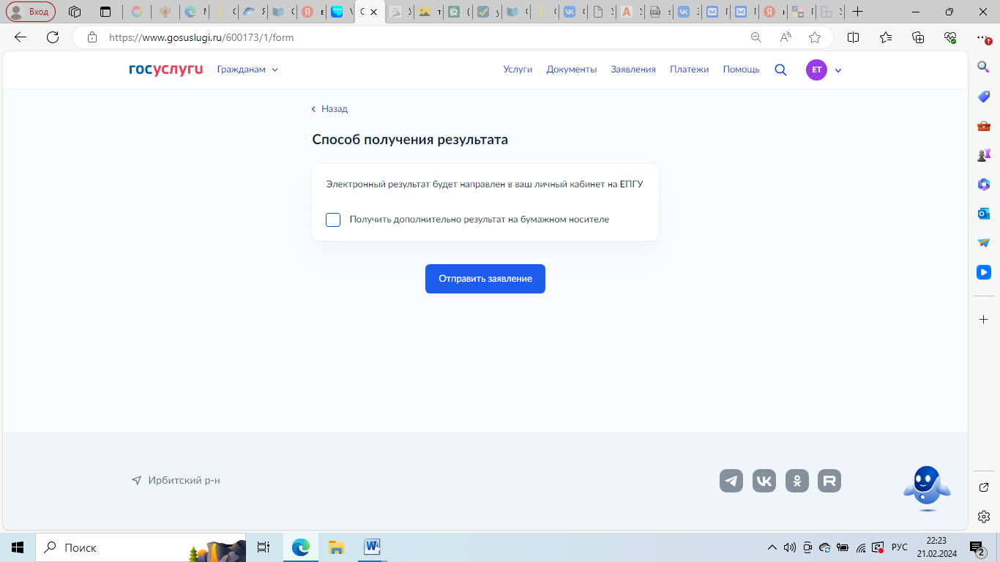 Вход
https://www.gosuslugi.ru/600173/1/form
госуслуги
Гражданам
Услуги
Документы
Заявления
Платежи
Помощь
ЕТ
Назад
Способ получения результата
Электронный результат будет направлен в ваш личный кабинет на ЕПГУ
Получить дополнительно результат на бумажном носителе
Отправить заявление
Ирбитский р-н
Поиск
РУС
22:23
21.02.2024
2